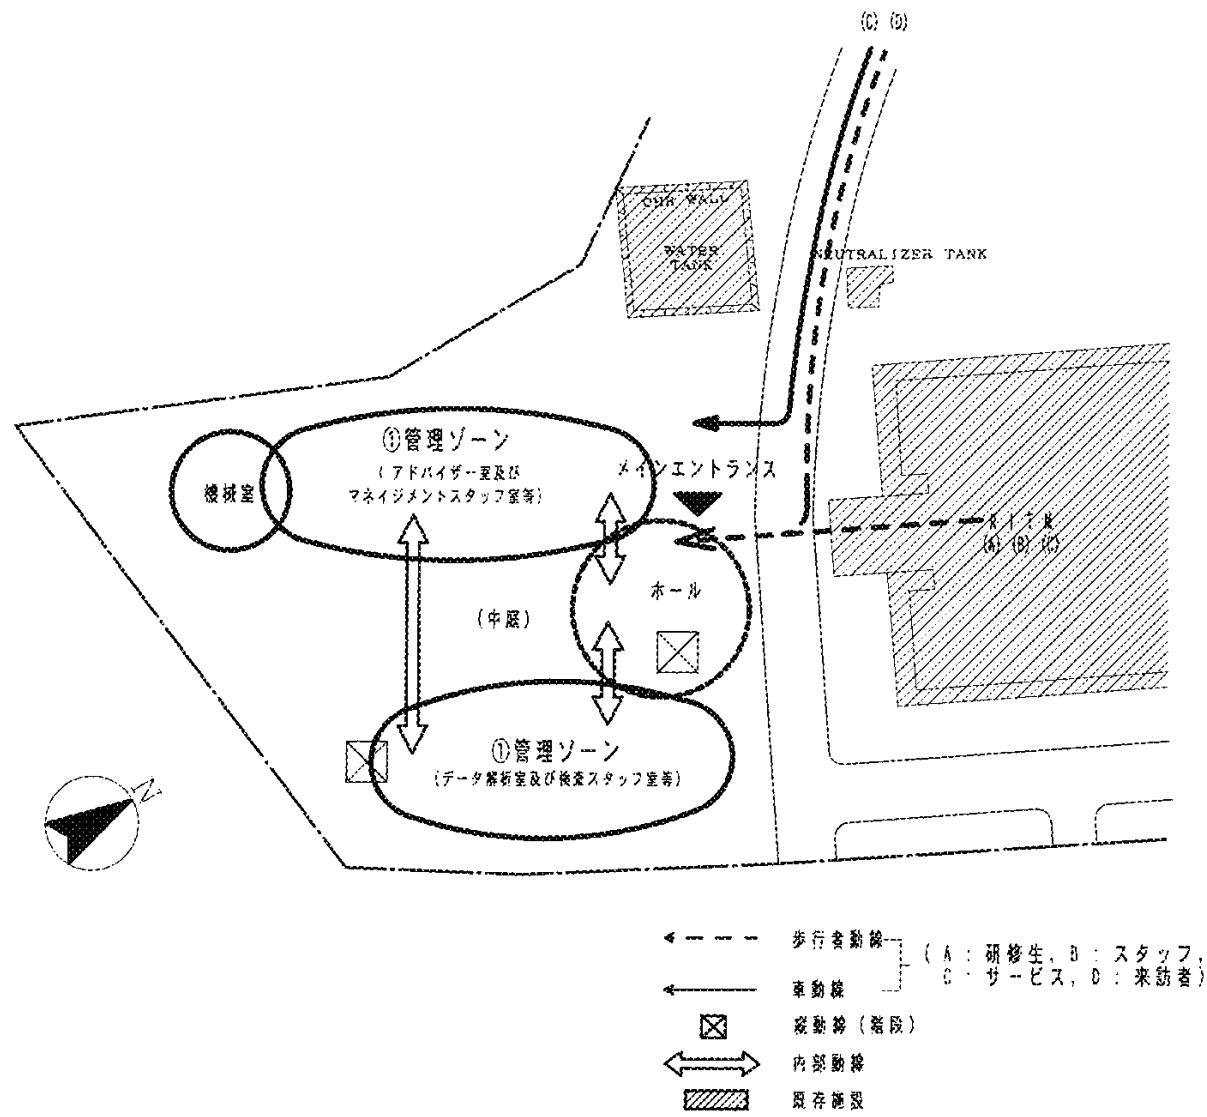 (C) (D)
OHR WALL
WATER
TANK
NEUTRALIZER TANK
①管理ゾーン
(アドバイザー室及び
マネイジメントスタッフ室等)
機械室
メインエントランス
RITM
(A) (B) (C)
ホール
(中庭)
①管理ゾーン
(データ解析室及び検査スタッフ室等)
N
歩行者動線
車動線
(A:研修生, B:スタッフ,
C:サービス, D:来訪者)
縦動線(階段)
内部動線
既存施設